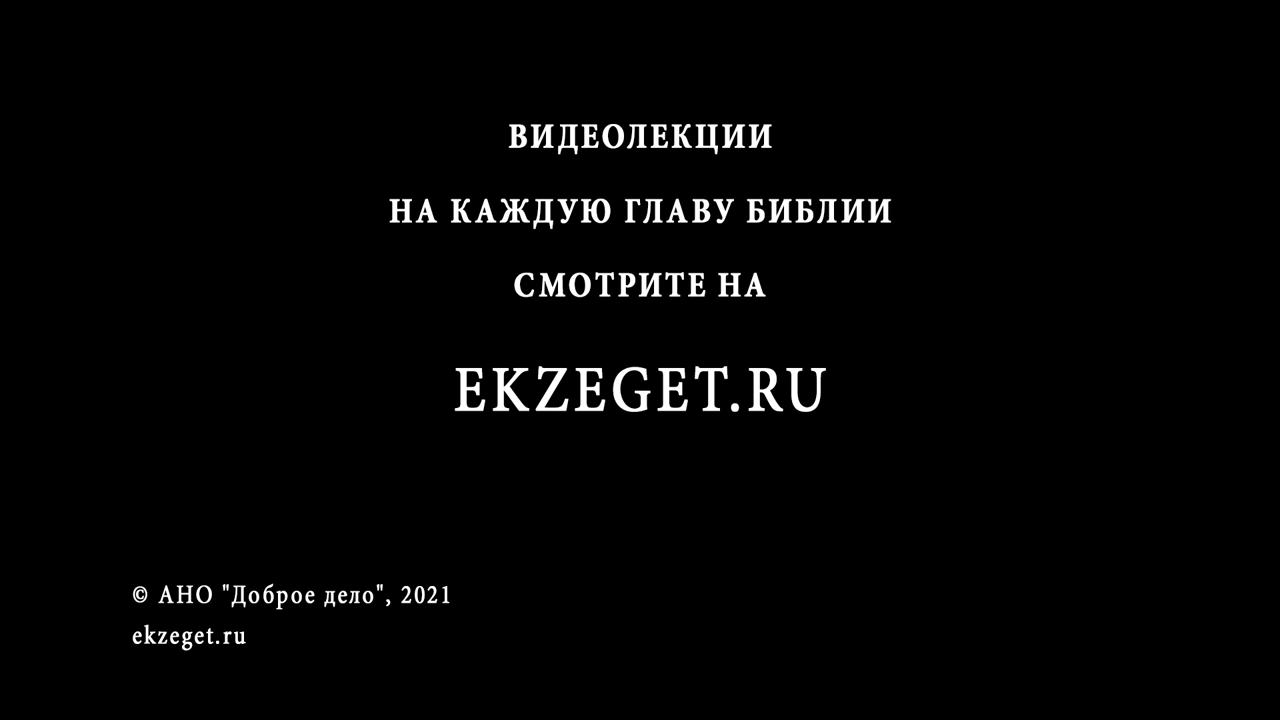 ВИДЕОЛЕКЦИИ
НА КАЖДУЮ ГЛАВУ БИБЛИИ
СМОТРИТЕ НА
EKZEGET.RU
© АНО "Доброе дело", 2021
ekzeget.ru